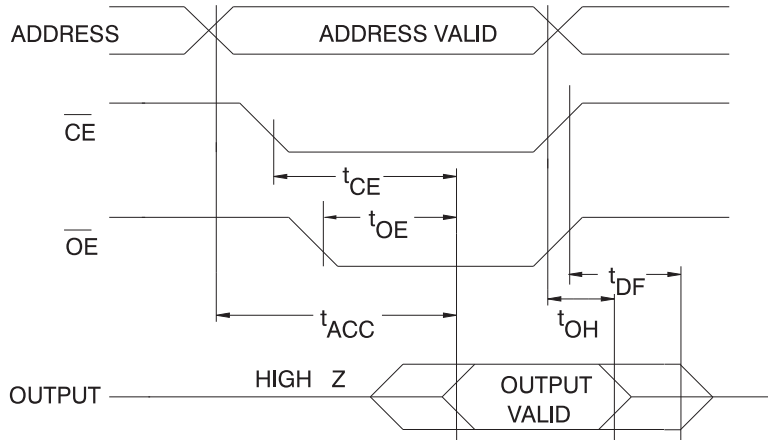 ADDRESS
ADDRESS VALID
CE
tCE
OE
tOE
tDF
tACC
tOH
HIGH Z
OUTPUT
OUTPUT
VALID